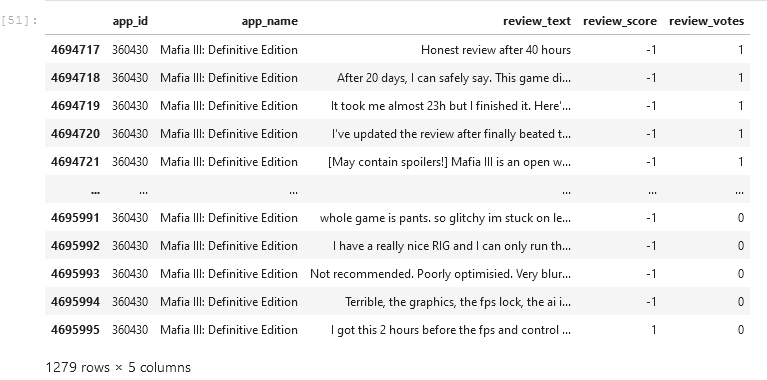 [51]: app_id app_name review_text review_score review_votes
4694717 360430 Mafia III: Definitive Edition Honest review after 40 hours -1 1
4694718 360430 Mafia III: Definitive Edition After 20 days, I can safely say. This game di... -1 1
4694719 360430 Mafia III: Definitive Edition It took me almost 23h but I finished it. Here'... -1 1
4694720 360430 Mafia III: Definitive Edition I've updated the review after finally beated t... -1 1
4694721 360430 Mafia III: Definitive Edition [May contain spoilers!] Mafia III is an open w... -1 1
... ... ... ... ... ...
4695991 360430 Mafia III: Definitive Edition whole game is pants. so glitchy im stuck on le... -1 0
4695992 360430 Mafia III: Definitive Edition I have a really nice RIG and I can only run th... -1 0
4695993 360430 Mafia III: Definitive Edition Not recommended. Poorly optimisied. Very blur... -1 0
4695994 360430 Mafia III: Definitive Edition Terrible, the graphics, the fps lock, the ai i... -1 0
4695995 360430 Mafia III: Definitive Edition I got this 2 hours before the fps and control ... 1 0
1279 rows × 5 columns